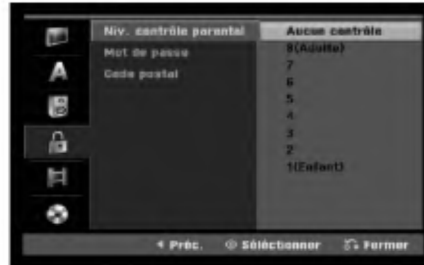 Niv. contrôle parental
Mot de passe
Code postal
Aucun contrôle
8(Adulte)
7
6
5
4
3
2
1(Enfant)
Préc.
Séléctionner
Fermer